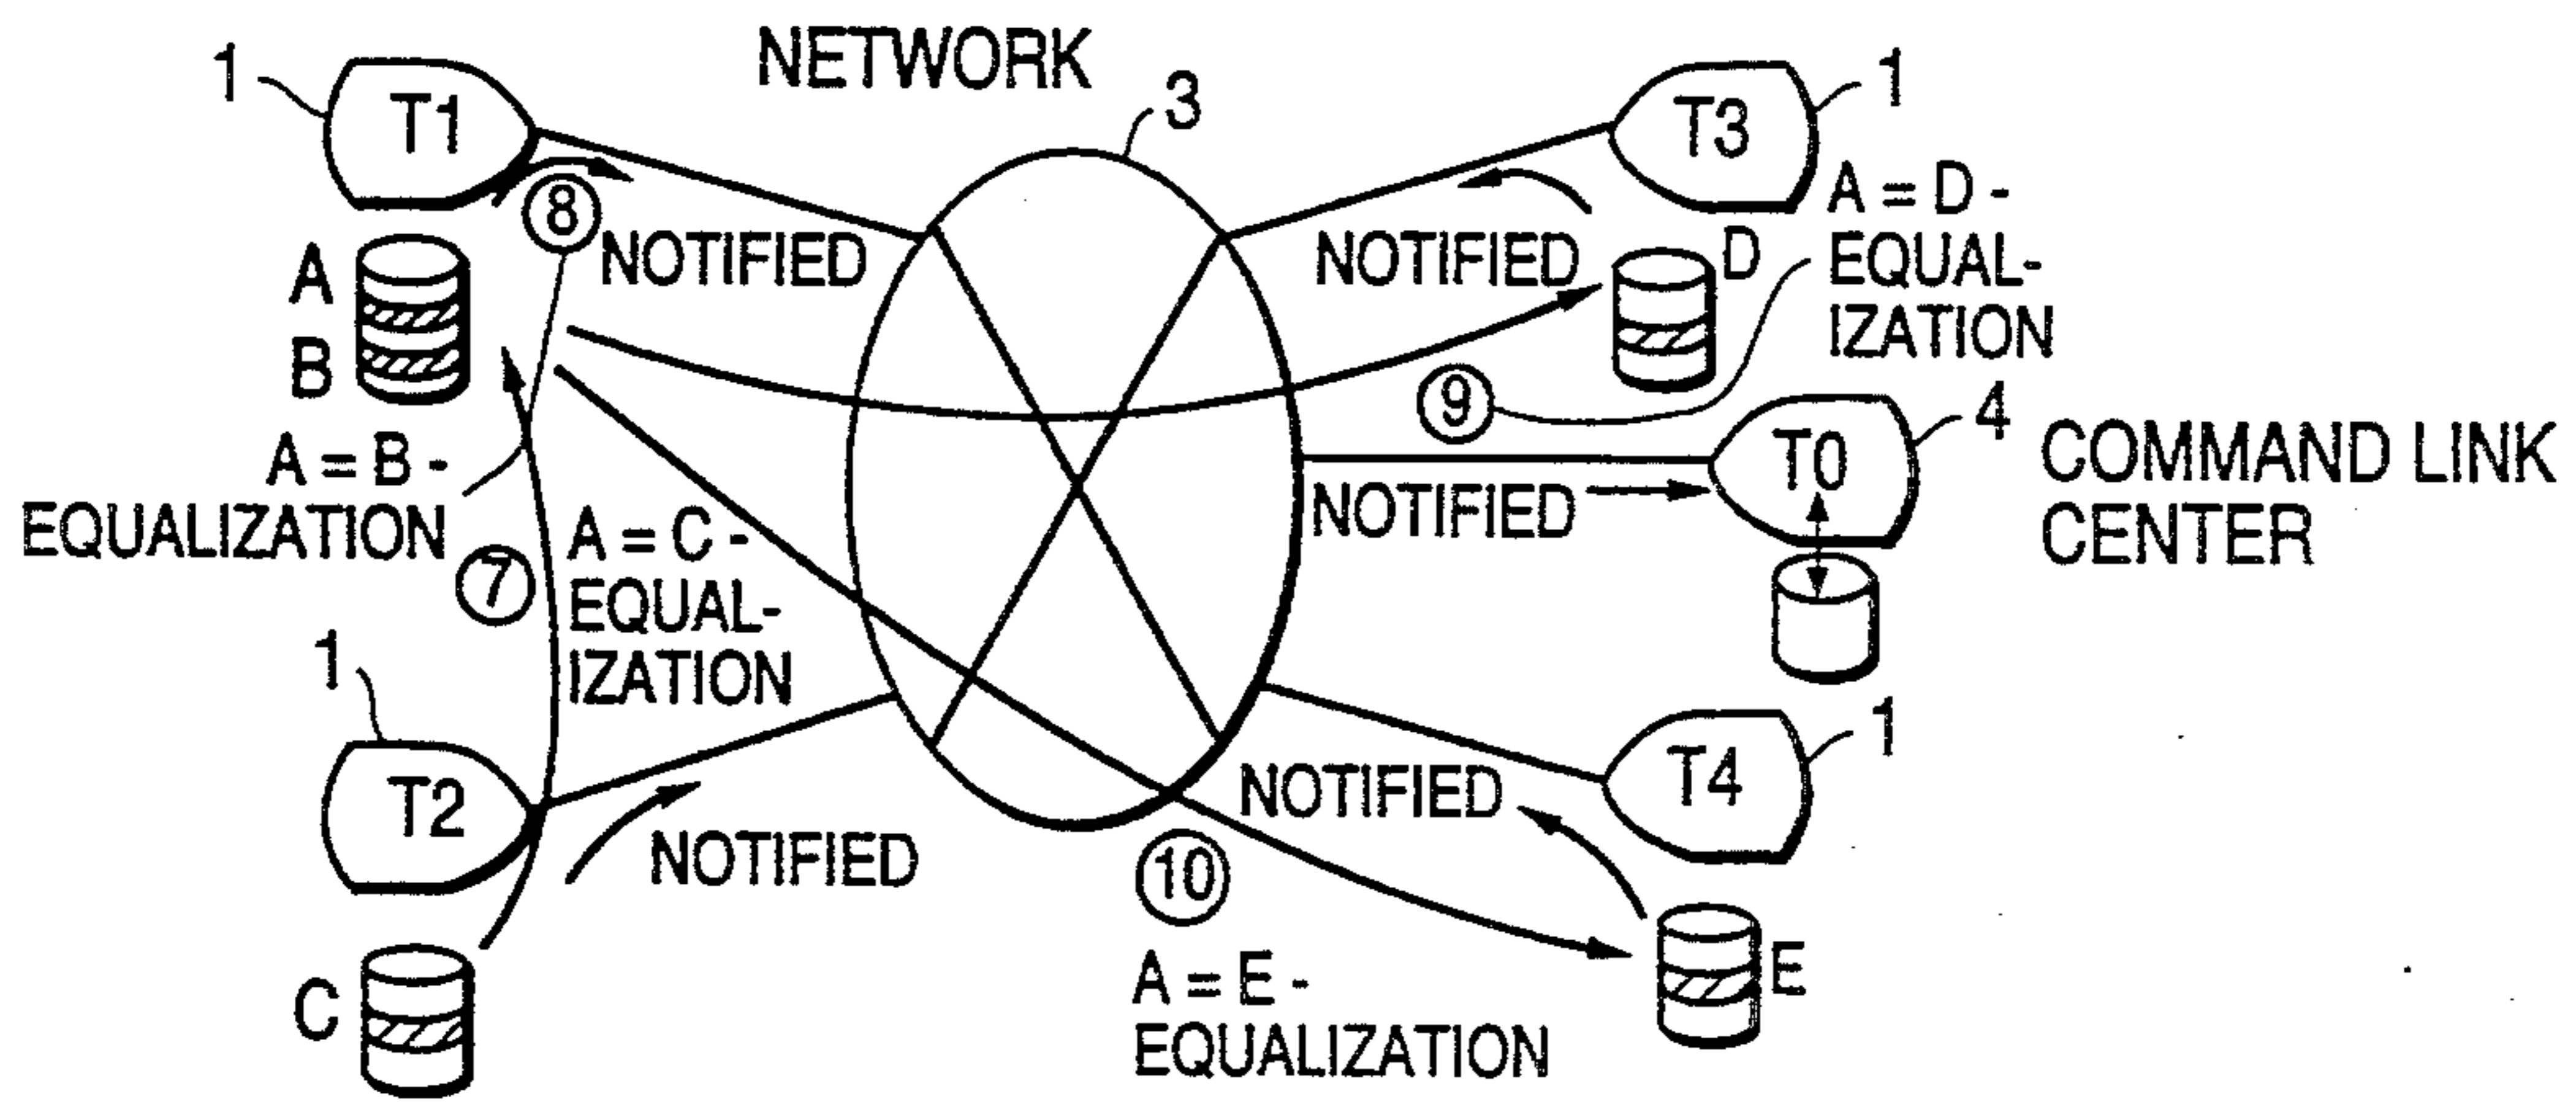 NETWORK
1
T1
3
T3
1
8
NOTIFIED
A
B
A = B -
EQUALIZATION
NOTIFIED
D
A = D -
EQUAL-
IZATION
9
T0
4
COMMAND LINK
CENTER
NOTIFIED
7
A = C -
EQUAL-
IZATION
1
T2
NOTIFIED
C
NOTIFIED
T4
1
10
A = E -
EQUALIZATION
E